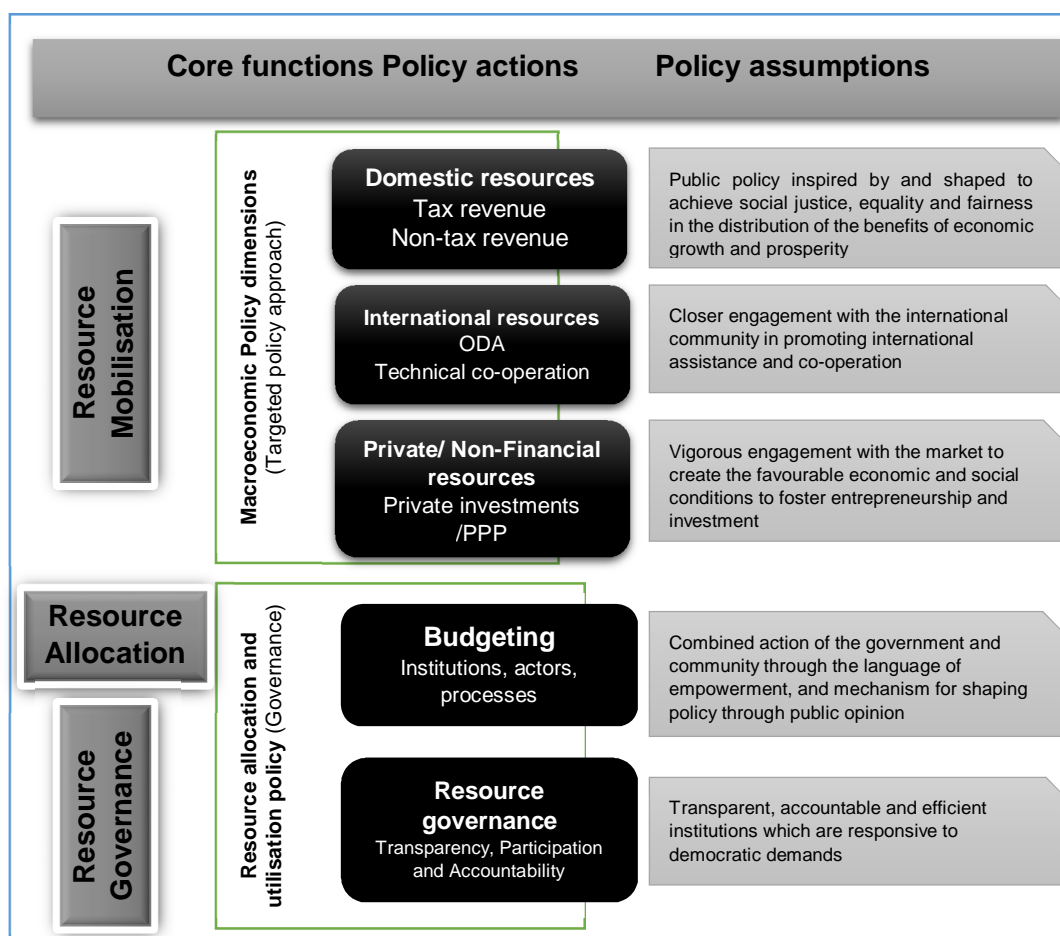 Core functions Policy actions Policy assumptions
Resource
Mobilisation
Macroeconomic Policy dimensions
(Targeted policy approach)
Domestic resources
Tax revenue
Non-tax revenue
Public policy inspired by and shaped to
achieve social justice, equality and fairness
in the distribution of the benefits of economic
growth and prosperity
International resources
ODA
Technical co-operation
Closer engagement with the international
community in promoting international
assistance and co-operation
Private/ Non-Financial
resources
Private investments
/PPP
Vigorous engagement with the market to
create the favourable economic and social
conditions to foster entrepreneurship and
investment
Resource
Allocation
Resource
Governance
Resource allocation and
utilisation policy (Governance)
Budgeting
Institutions, actors,
processes
Combined action of the government and
community through the language of
empowerment, and mechanism for shaping
policy through public opinion
Resource
governance
Transparency, Participation
and Accountability
Transparent, accountable and efficient
institutions which are responsive to
democratic demands